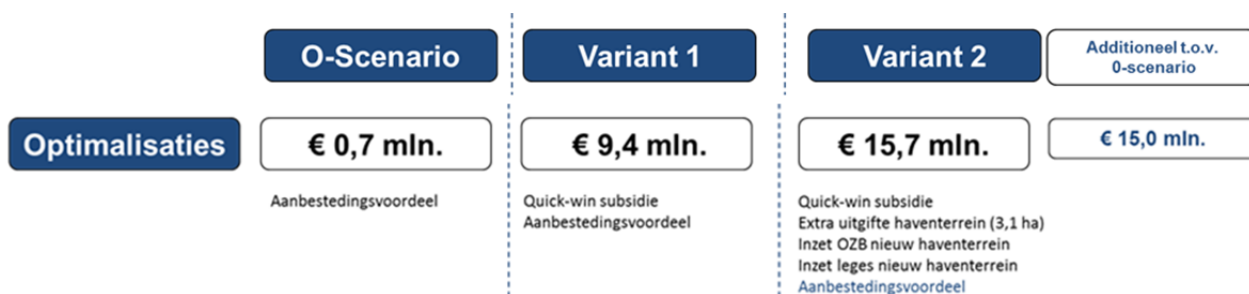 O-Scenario
Variant 1
Variant 2
Additioneel t.o.v.
0-scenario
Optimalisaties
€ 0,7 mln.
€ 9,4 mln.
€ 15,7 mln.
€ 15,0 mln.
Aanbestedingsvoordeel
Quick-win subsidie
Aanbestedingsvoordeel
Quick-win subsidie
Extra uitgifte haventerrein (3,1 ha)
Inzet OZB nieuw haventerrein
Inzet leges nieuw haventerrein
Aanbestedingsvoordeel